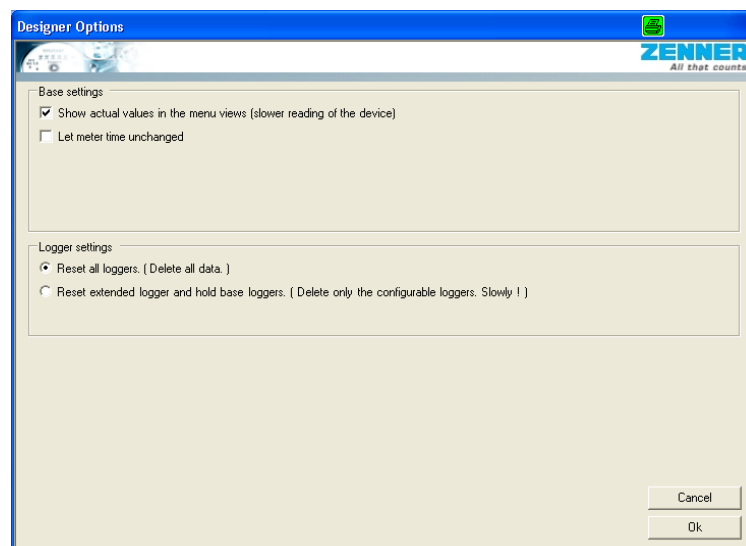 Designer Options
ZENNER
All that counts
Base settings
Show actual values in the menu views (slower reading of the device)
Let meter time unchanged
Logger settings
Reset all loggers. ( Delete all data. )
Reset extended logger and hold base loggers. ( Delete only the configurable loggers. Slowly ! )
Cancel
Ok